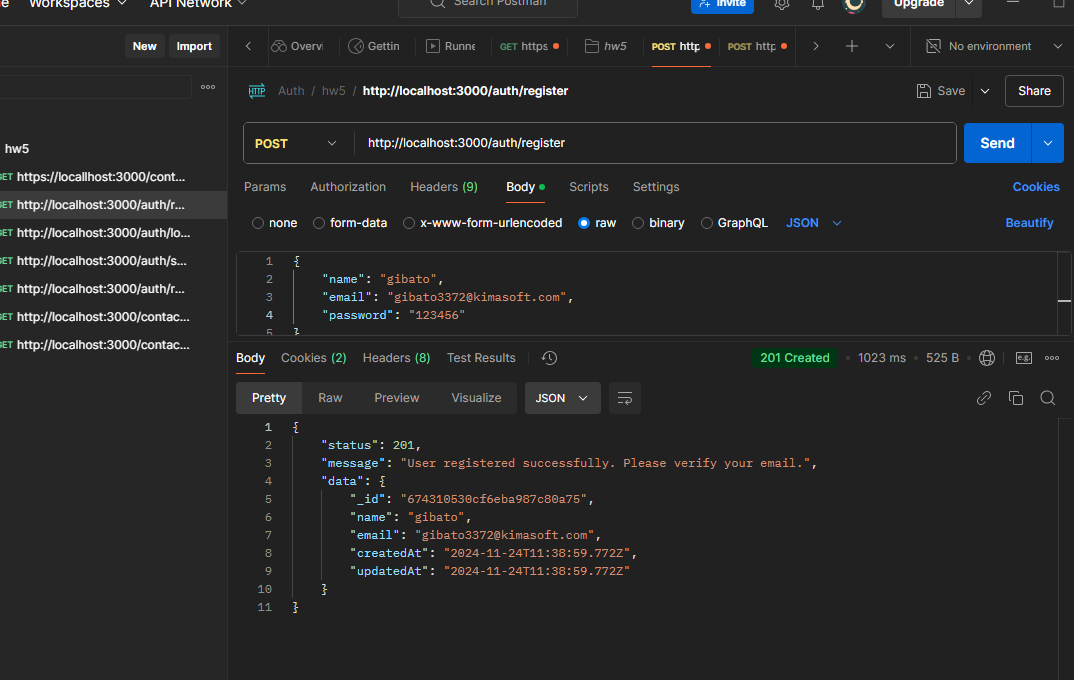 e Workspaces API Network Search Postman Invite Upgrade
New Import Overvi Gettin Runne GET https hw5 POST http POST http No environment
Auth / hw5 / http://localhost:3000/auth/register Save Share
hw5
POST http://localhost:3000/auth/register Send
GET https://locallhost:3000/cont...
GET http://localhost:3000/auth/r...
GET http://localhost:3000/auth/lo...
GET http://localhost:3000/auth/s...
GET http://localhost:3000/auth/r...
GET http://localhost:3000/contac...
GET http://localhost:3000/contac...
Params Authorization Headers (9) Body Scripts Settings Cookies
none form-data x-www-form-urlencoded raw binary GraphQL JSON Beautify
1 {
2 "name": "gibato",
3 "email": "gibato3372@kimasoft.com",
4 "password": "123456"
5 }
Body Cookies (2) Headers (8) Test Results 201 Created 1023 ms 525 B e.g.
Pretty Raw Preview Visualize JSON
1 {
2 "status": 201,
3 "message": "User registered successfully. Please verify your email.",
4 "data": {
5 "_id": "674310530cf6eba987c80a75",
6 "name": "gibato",
7 "email": "gibato3372@kimasoft.com",
8 "createdAt": "2024-11-24T11:38:59.772Z",
9 "updatedAt": "2024-11-24T11:38:59.772Z"
10 }
11 }